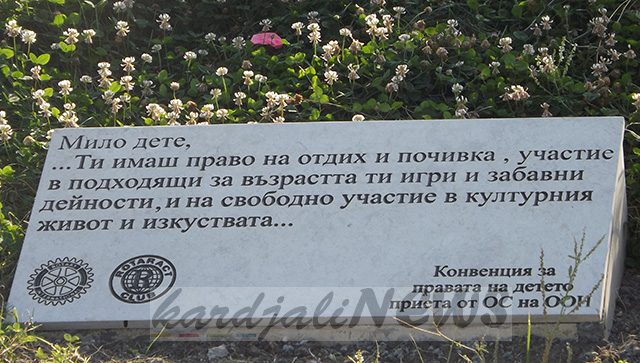 Мило дете,
...Ти имаш право на отдих и почивка , участие
в подходящи за възрастта ти игри и забавни
дейности, и на свободно участие в културния
живот и изкуствата...
ROTARACT
CLUB
Конвенция за
правата на детето
приста от ОС на ООН
kardjaliNEWS